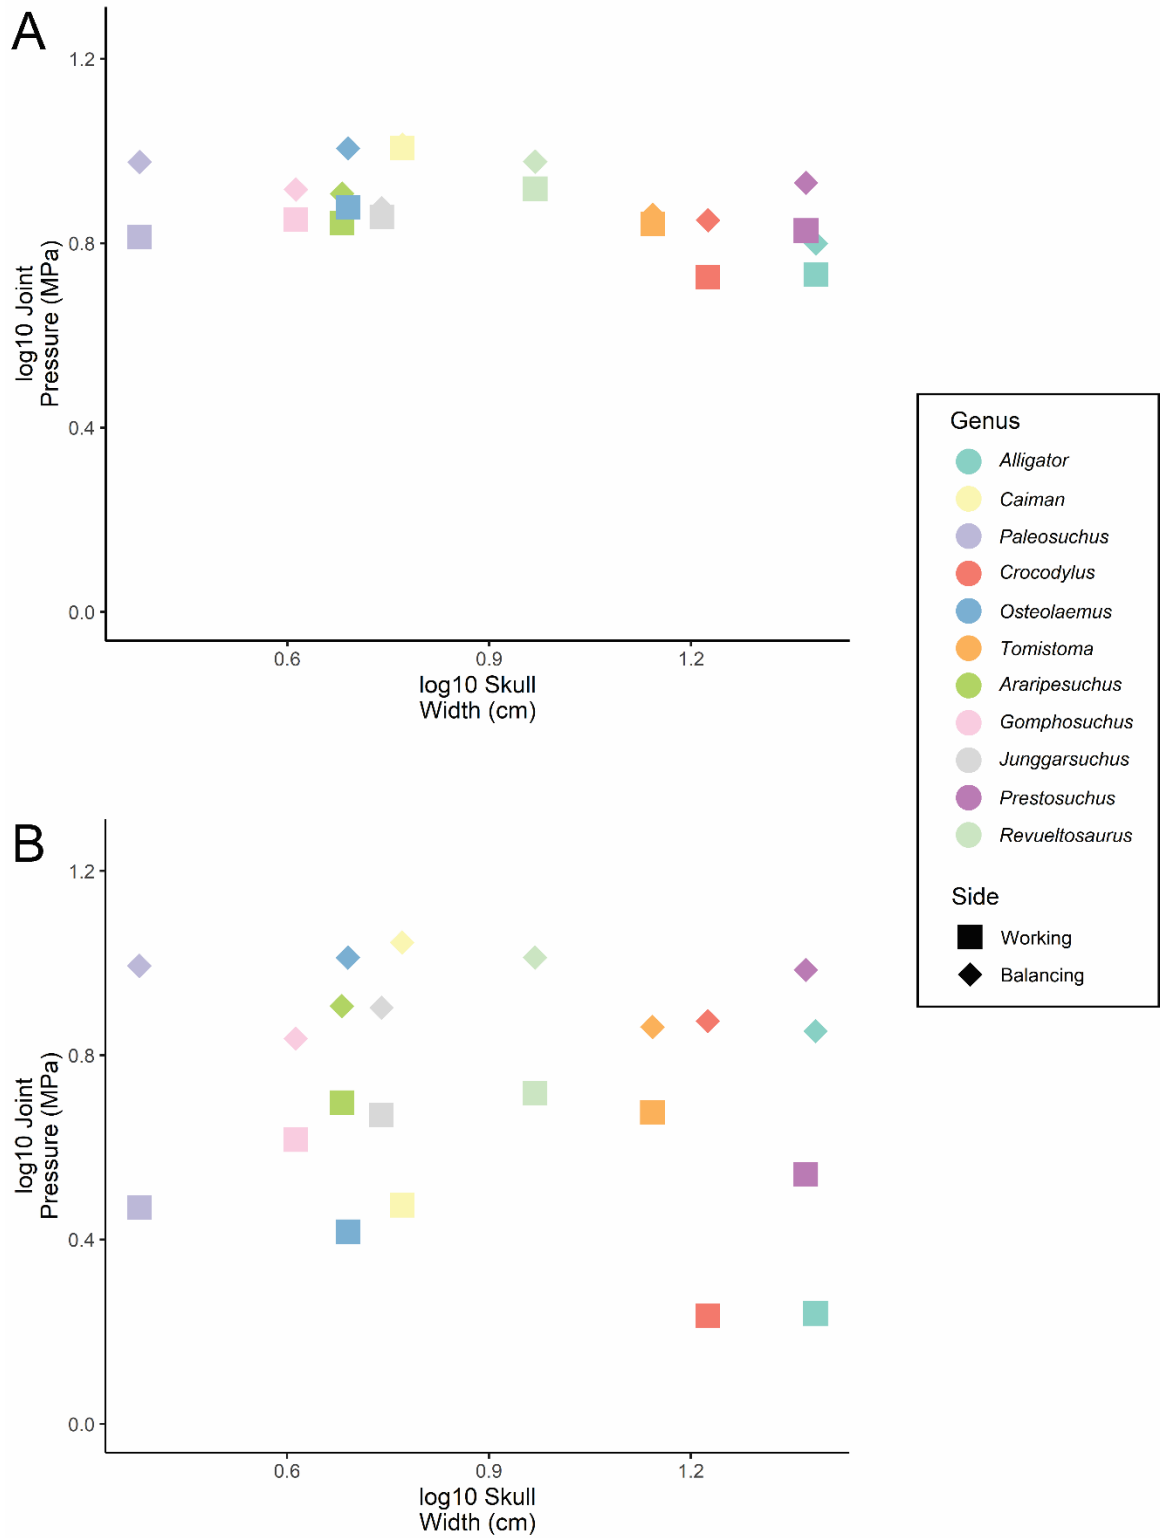 A
1.2
0.8
0.4
0.0
log10 Joint
Pressure (MPa)
0.6
0.9
1.2
log10 Skull
Width (cm)
Genus
Alligator
Caiman
Paleosuchus
Crocodylus
Osteolaemus
Tomistoma
Araripesuchus
Gomphosuchus
Junggarsuchus
Prestosuchus
Revueltosaurus
Side
Working
Balancing
B
1.2
0.8
0.4
0.0
log10 Joint
Pressure (MPa)
0.6
0.9
1.2
log10 Skull
Width (cm)